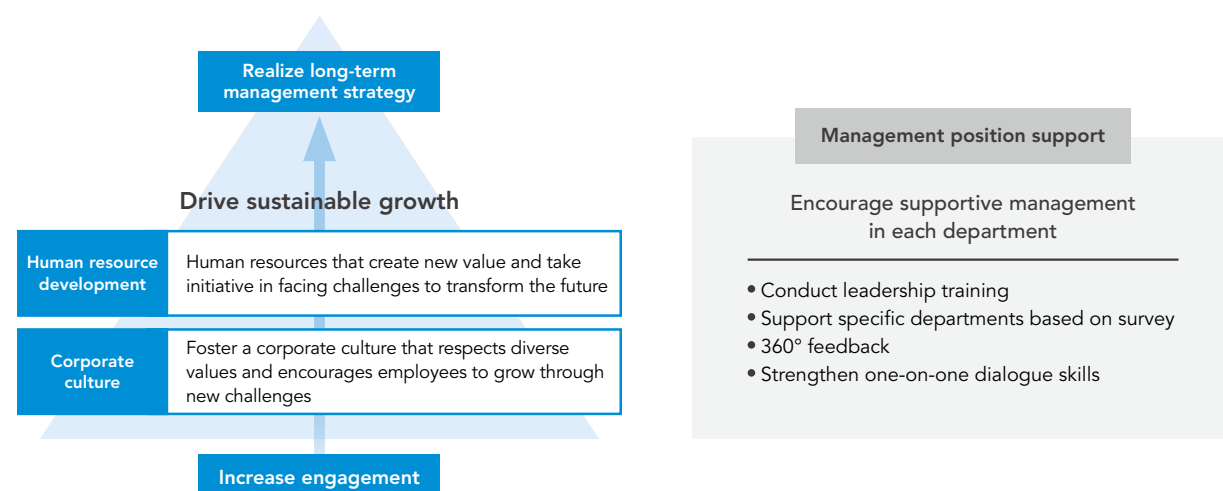 Realize long-term
management strategy
Drive sustainable growth
Human resource
development
Human resources that create new value and take
initiative in facing challenges to transform the future
Corporate
culture
Foster a corporate culture that respects diverse
values and encourages employees to grow through
new challenges
Increase engagement
Management position support
Encourage supportive management
in each department
• Conduct leadership training
• Support specific departments based on survey
• 360° feedback
• Strengthen one-on-one dialogue skills